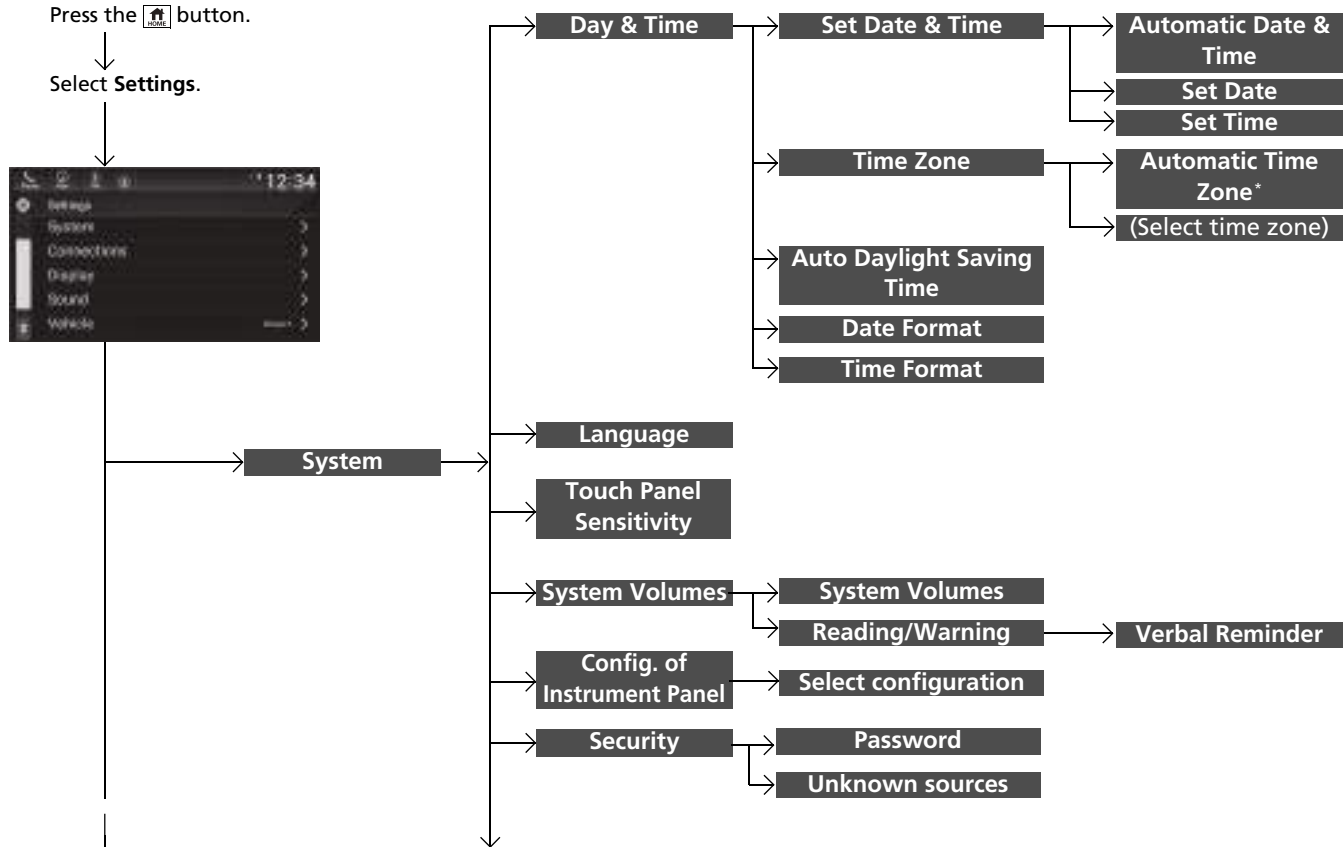 Press the HOME button.
Select Settings.
12:34
Settings
System
Connections
Display
Sound
Vehicle
System
Day & Time
Set Date & Time
Automatic Date &
Time
Set Date
Set Time
Time Zone
Automatic Time
Zone*
(Select time zone)
Auto Daylight Saving
Time
Date Format
Time Format
Language
Touch Panel
Sensitivity
System Volumes
System Volumes
Reading/Warning
Verbal Reminder
Config. of
Instrument Panel
Select configuration
Security
Password
Unknown sources